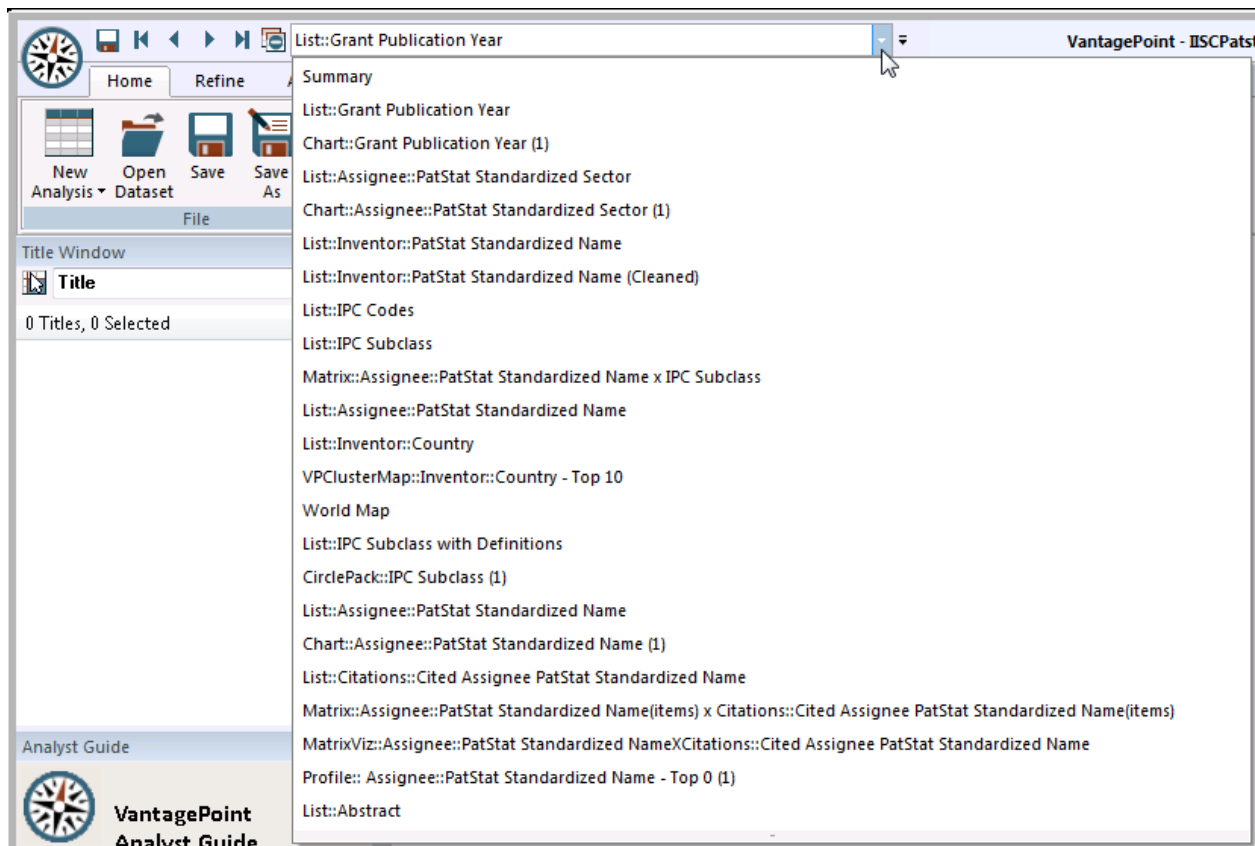 List::Grant Publication Year
VantagePoint - IISCPatst
Home Refine
New Analysis
Open Dataset
Save
Save As
File
Title Window
Title
0 Titles, 0 Selected
Summary
List::Grant Publication Year
Chart::Grant Publication Year (1)
List::Assignee::PatStat Standardized Sector
Chart::Assignee::PatStat Standardized Sector (1)
List::Inventor::PatStat Standardized Name
List::Inventor::PatStat Standardized Name (Cleaned)
List::IPC Codes
List::IPC Subclass
Matrix::Assignee::PatStat Standardized Name x IPC Subclass
List::Assignee::PatStat Standardized Name
List::Inventor::Country
VPClusterMap::Inventor::Country - Top 10
World Map
List::IPC Subclass with Definitions
CirclePack::IPC Subclass (1)
List::Assignee::PatStat Standardized Name
Chart::Assignee::PatStat Standardized Name (1)
List::Citations::Cited Assignee PatStat Standardized Name
Matrix::Assignee::PatStat Standardized Name(items) x Citations::Cited Assignee PatStat Standardized Name(items)
MatrixViz::Assignee::PatStat Standardized NameXCitations::Cited Assignee PatStat Standardized Name
Profile:: Assignee::PatStat Standardized Name - Top 0 (1)
List::Abstract
Analyst Guide
VantagePoint
Analyst Guide